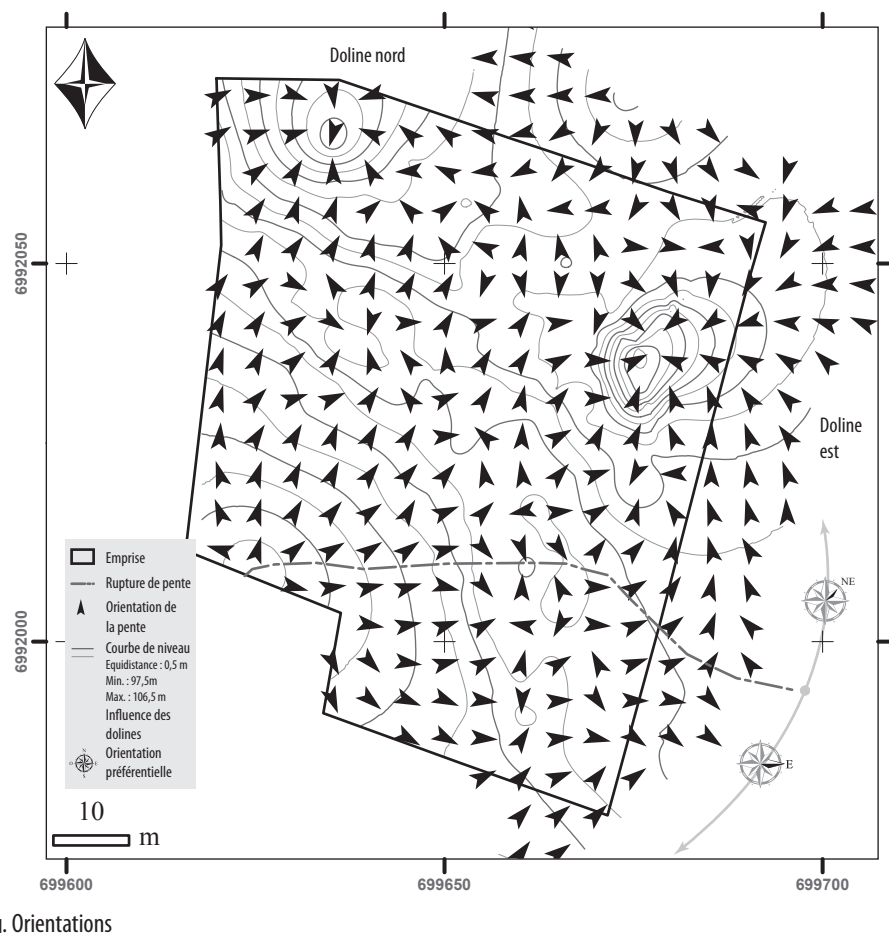 Doline nord
6992050
Doline
est
Emprise
Rupture de pente
Orientation de
la pente
Courbe de niveau
Equidistance : 0,5 m
Min. : 97,5m
Max. : 106,5 m
Influence des
dolines
Orientation
préférentielle
N
E
S
O
NE
6992000
E
10
m
699600
699650
699700
. Orientations